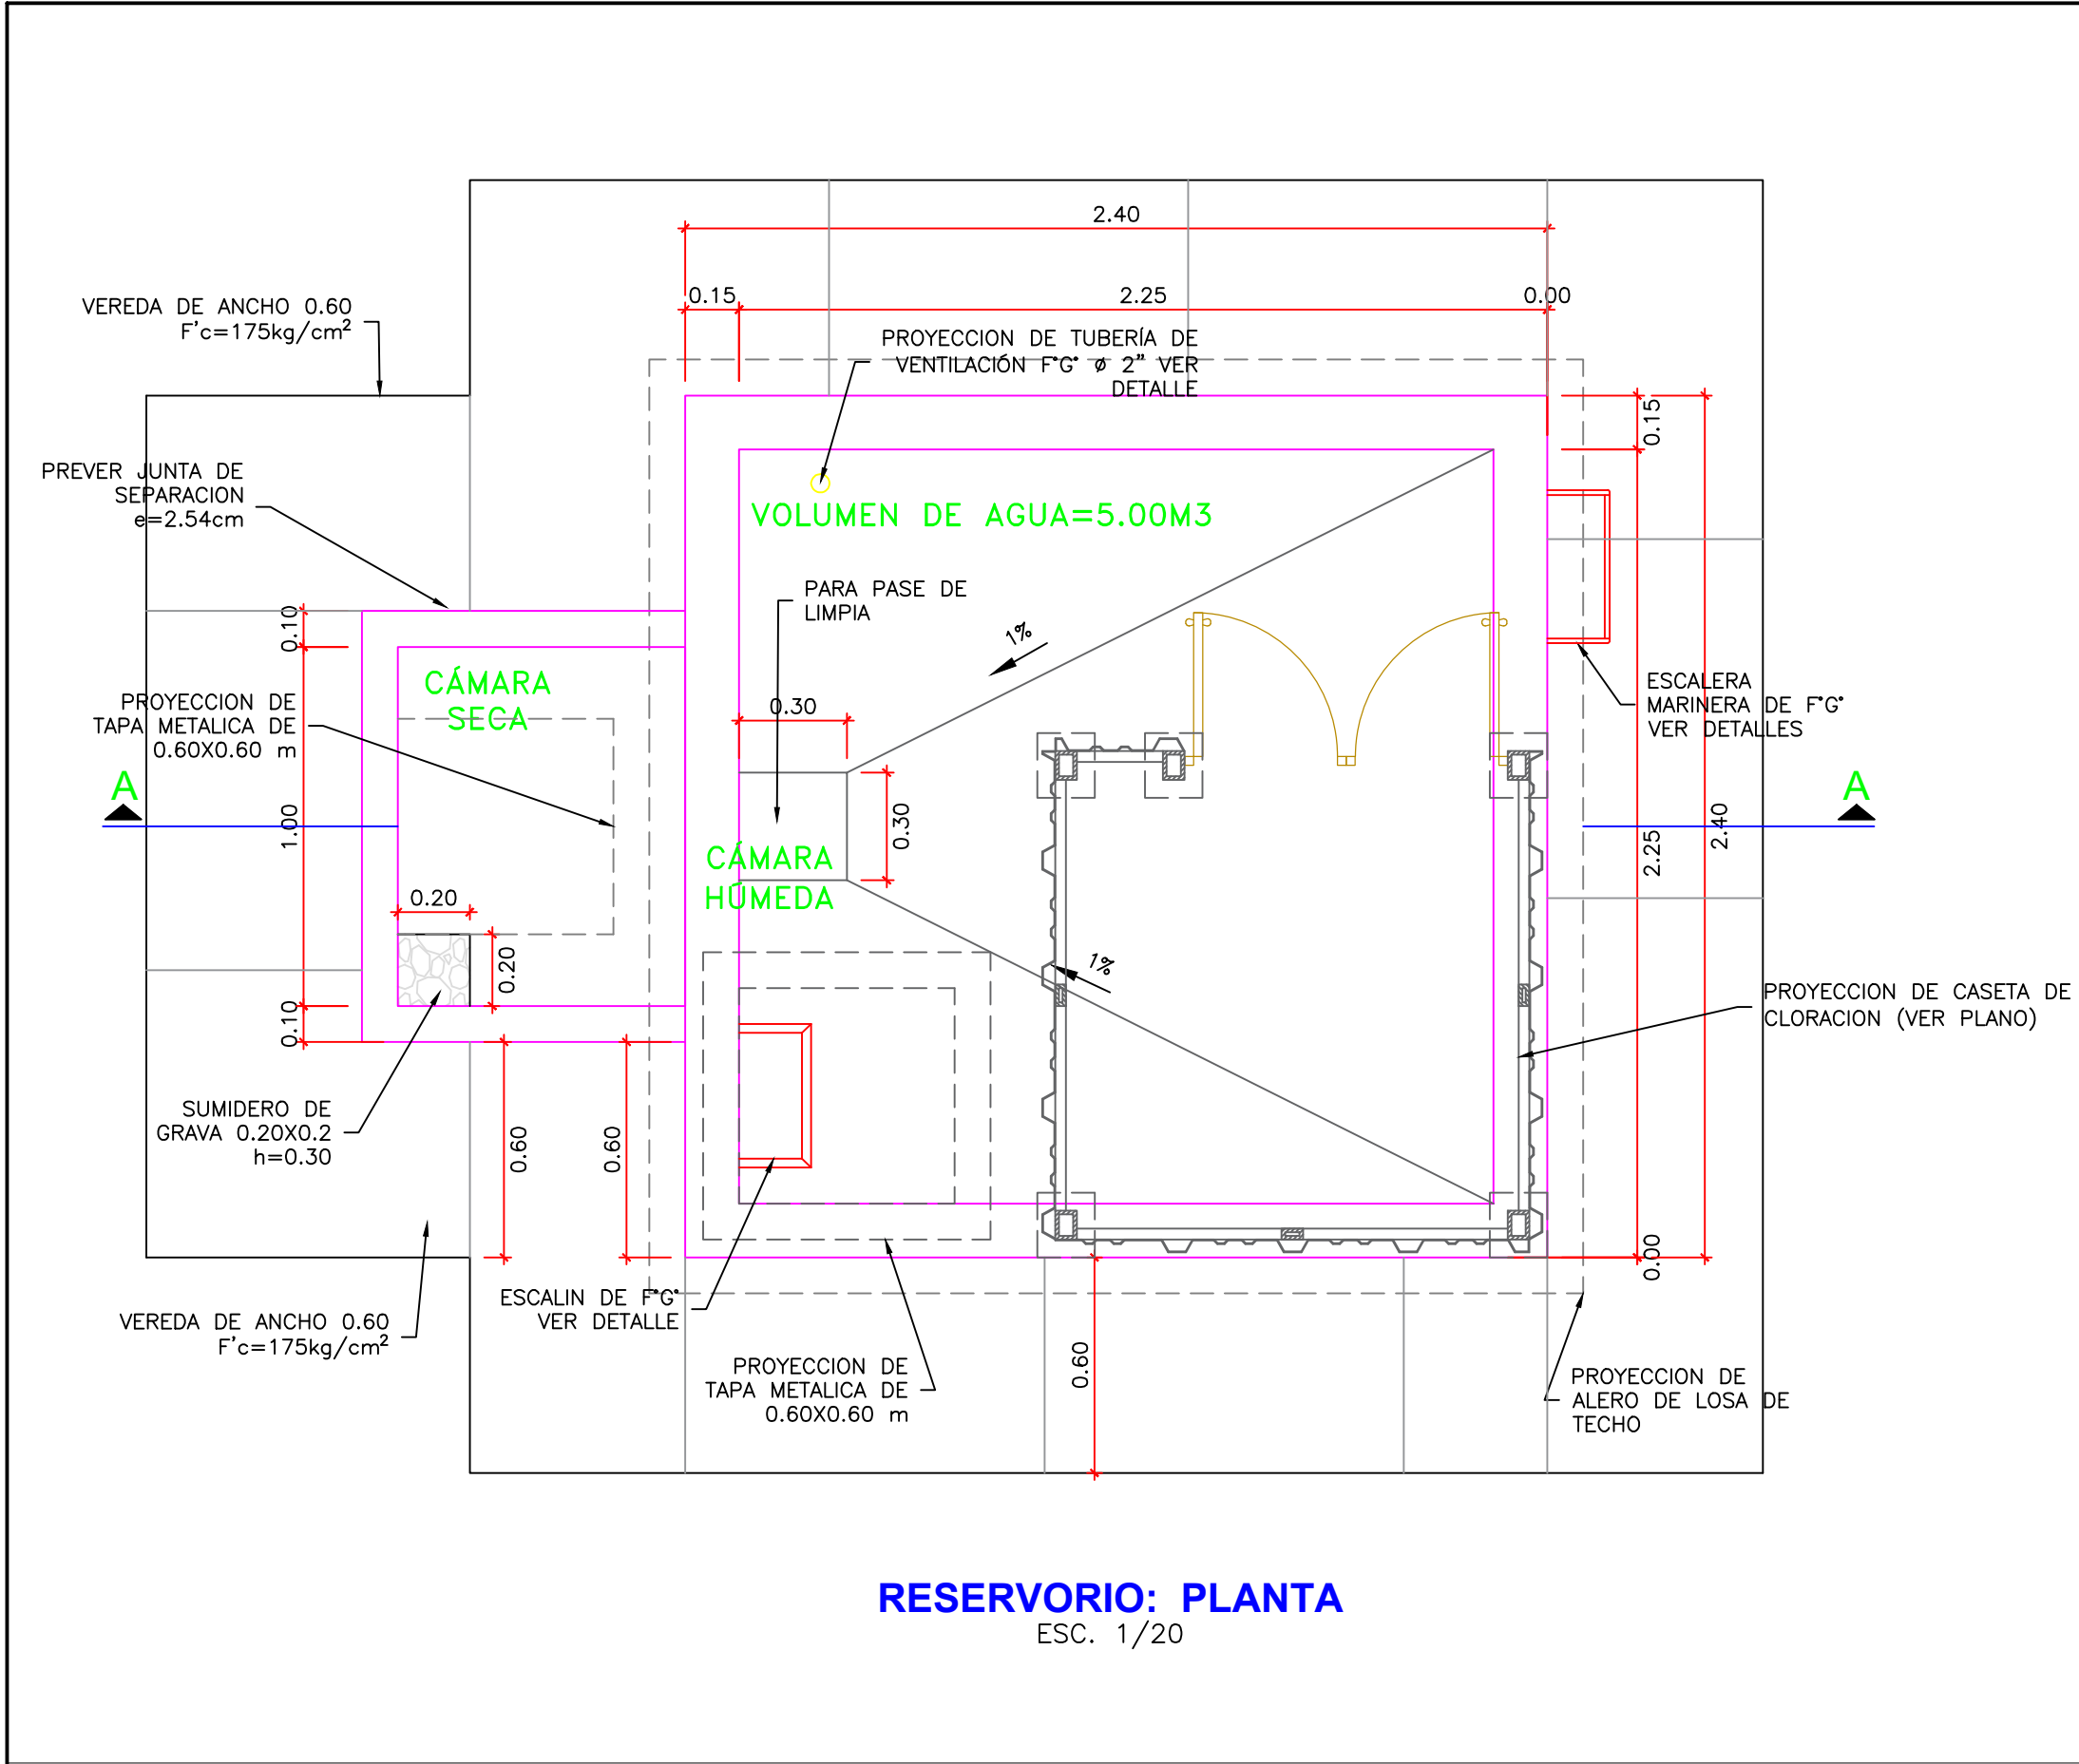 2.40
0.15
2.25
0.00
VEREDA DE ANCHO 0.60
F'c=175kg/cm²
PROYECCION DE TUBERÍA DE
VENTILACIÓN F°G° ø 2" VER
DETALLE
0.15
PREVER JUNTA DE
SEPARACION
e=2.54cm
VOLUMEN DE AGUA=5.00M3
PARA PASE DE
LIMPIA
0.10
1%
CÁMARA
SECA
PROYECCION DE
TAPA METALICA DE
0.60X0.60 m
0.30
ESCALERA
MARINERA DE F°G°
VER DETALLES
A
A
1.00
0.30
2.25
2.40
CÁMARA
HÚMEDA
0.20
0.20
1%
0.10
PROYECCION DE CASETA DE
CLORACION (VER PLANO)
SUMIDERO DE
GRAVA 0.20X0.2
h=0.30
0.60
0.60
0.00
ESCALIN DE F°G°
VER DETALLE
VEREDA DE ANCHO 0.60
F'c=175kg/cm²
PROYECCION DE
TAPA METALICA DE
0.60X0.60 m
0.60
PROYECCION DE
ALERO DE LOSA DE
TECHO
RESERVORIO: PLANTA
ESC. 1/20